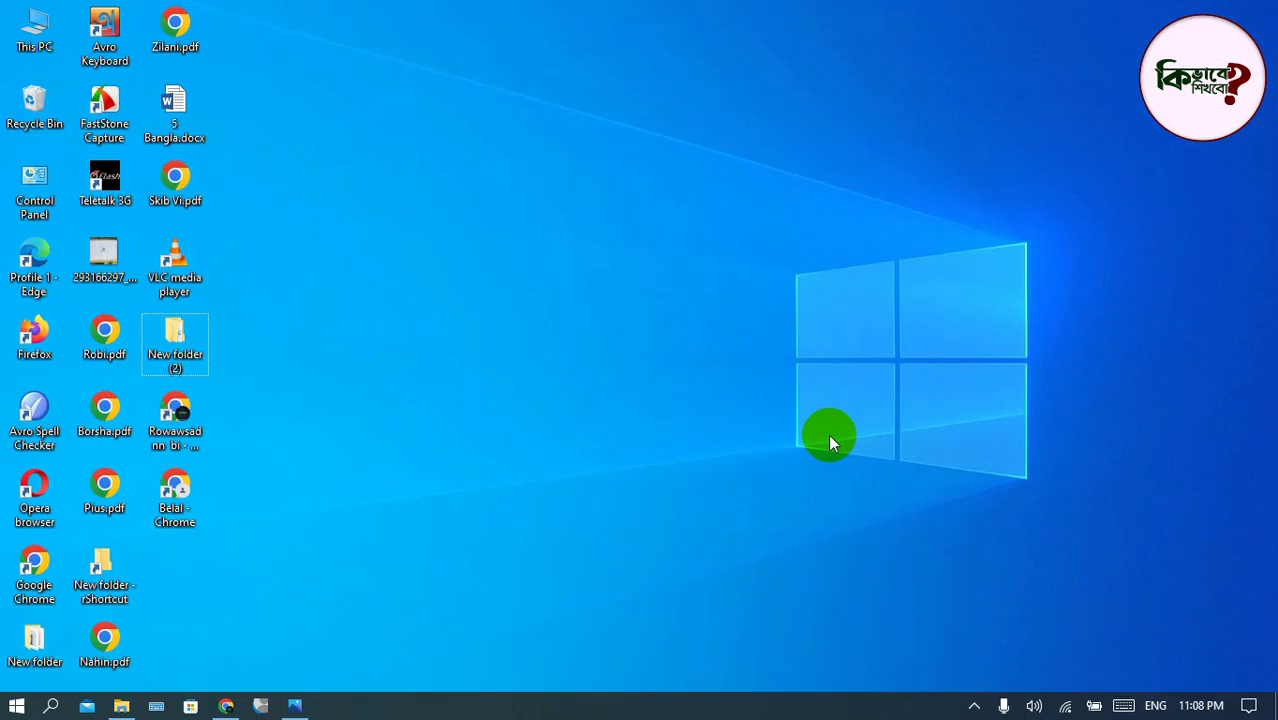 This PC
Avro
Keyboard
Zilani.pdf
Recycle Bin
FastStone
Capture
5
Bangla.docx
Control
Panel
Flash
Teletalk 3G
Skib Vi.pdf
Profile 1 -
Edge
293166297_...
VLC media
player
Firefox
Robi.pdf
New folder
(2)
Avro Spell
Checker
Borsha.pdf
Rowawsad
nn_bi - ...
Opera
browser
Pius.pdf
Belal -
Chrome
Google
Chrome
New folder -
rShortcut
New folder
Nahin.pdf
কিভাবে
শিখবো?
ENG
11:08 PM